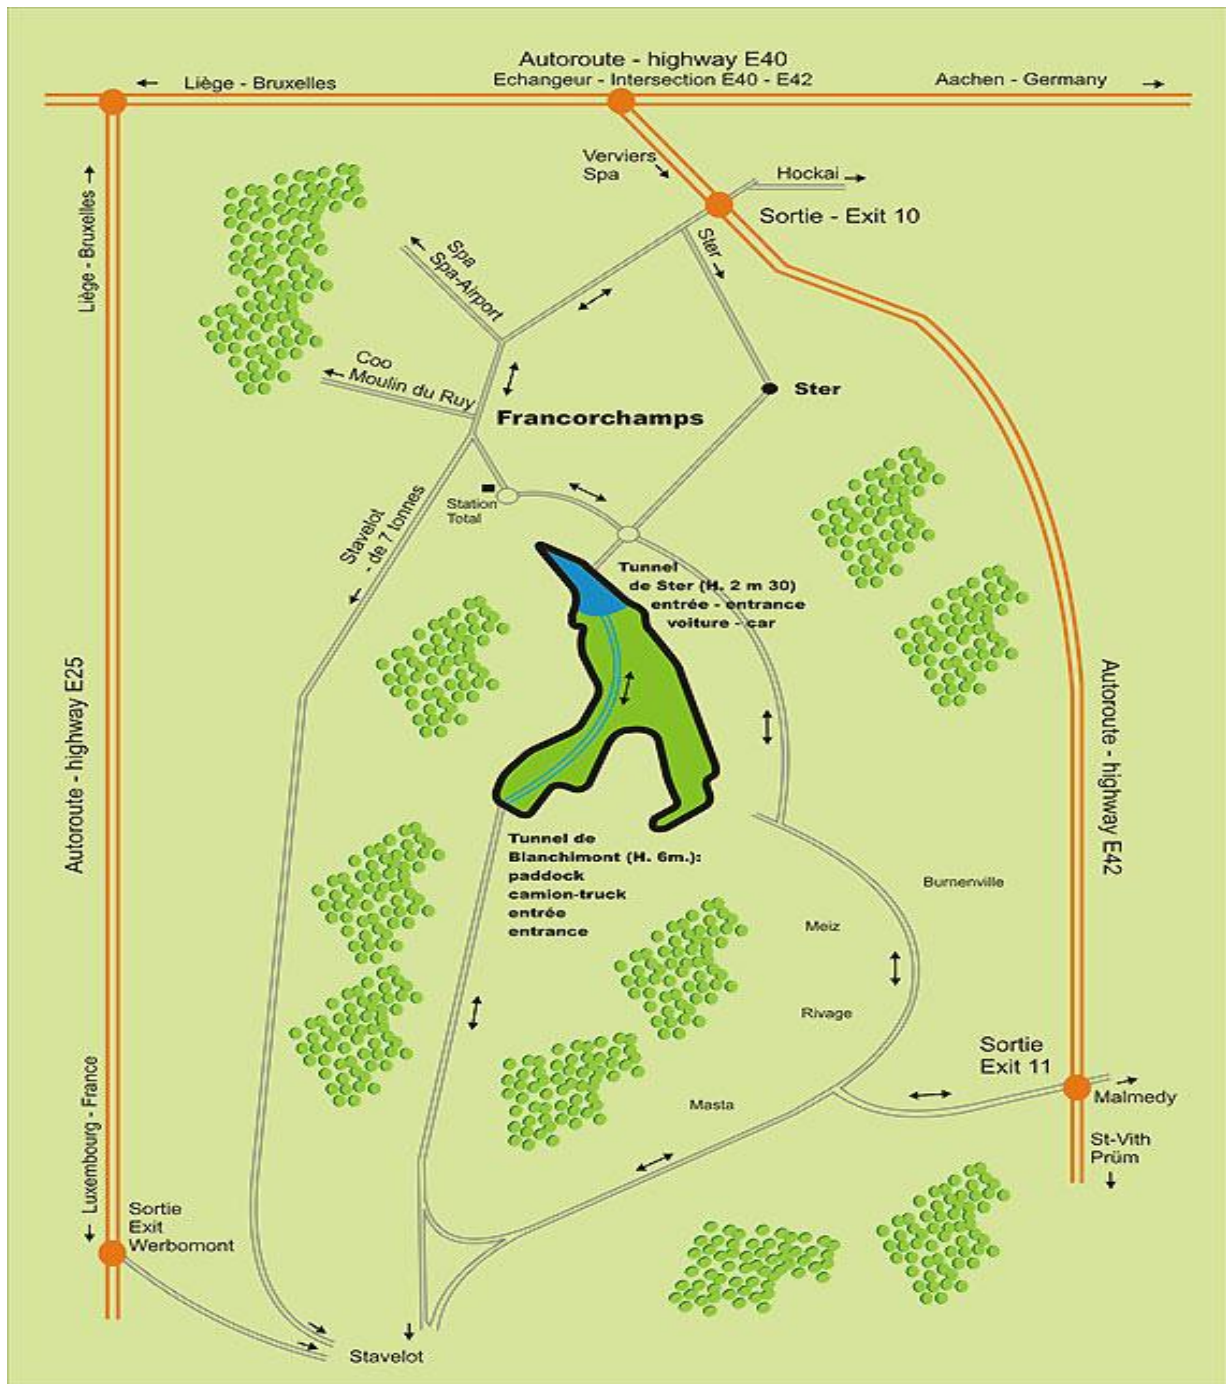 Autoroute - highway E40
Echangeur - Intersection E40 - E42
Liège - Bruxelles
Aachen - Germany
Verviers
Spa
Hockai
Sortie - Exit 10
Liège - Bruxelles
Spa
Spa-Airport
Ster
Coo
Moulin du Ruy
Ster
Francorchamps
Stavelot
- de 7 tonnes
Station
Total
Tunnel
de Ster (H. 2 m 30)
entrée - entrance
voiture - car
Autoroute - highway E25
Autoroute - highway E42
Tunnel de
Blanchimont (H. 6m.):
paddock
camion-truck
entrée
entrance
Burnenville
Meiz
Rivage
Sortie
Exit 11
Masta
Malmedy
St-Vith
Prüm
Luxembourg - France
Sortie
Exit
Werbomont
Stavelot